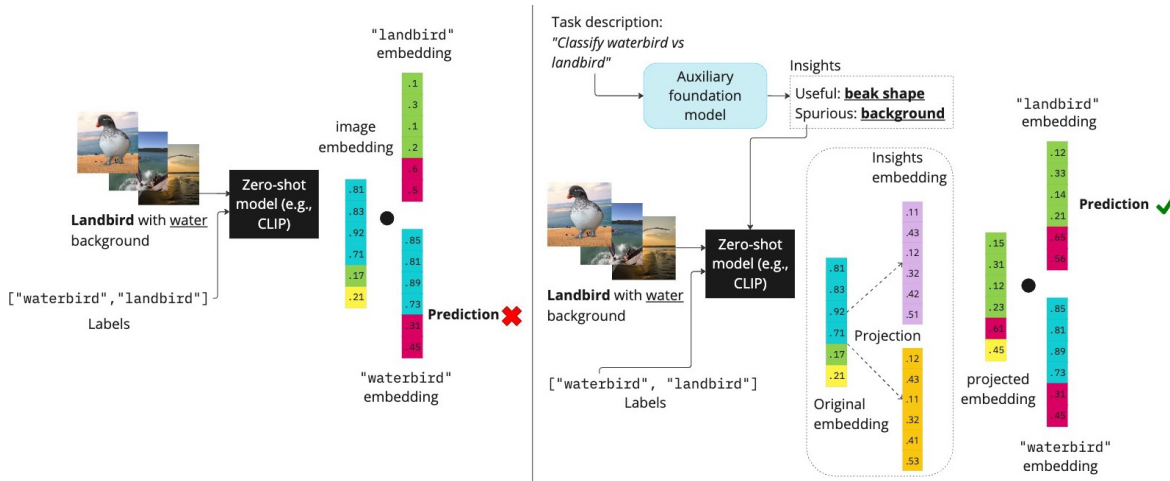 "landbird"
embedding
.1
.3
.1
.2
.6
.5
image
embedding
.81
.83
.92
.71
.17
.21
Zero-shot
model (e.g.,
CLIP)
Landbird with water
background
["waterbird","landbird"]
Labels
.85
.81
.89
.73
.31
.45
Prediction
"waterbird"
embedding
Task description:
"Classify waterbird vs
landbird"
Auxiliary
foundation
model
Insights
Useful: beak shape
Spurious: background
Insights
embedding
.11
.43
.12
.32
.42
.51
Zero-shot
model (e.g.,
CLIP)
Landbird with water
background
["waterbird", "landbird"]
Labels
.81
.83
.92
.71
.17
.21
Original
embedding
Projection
.12
.43
.11
.32
.41
.53
.15
.31
.12
.23
.61
.45
projected
embedding
"landbird"
embedding
.12
.33
.14
.21
.65
.56
Prediction
.85
.81
.89
.73
.31
.45
"waterbird"
embedding